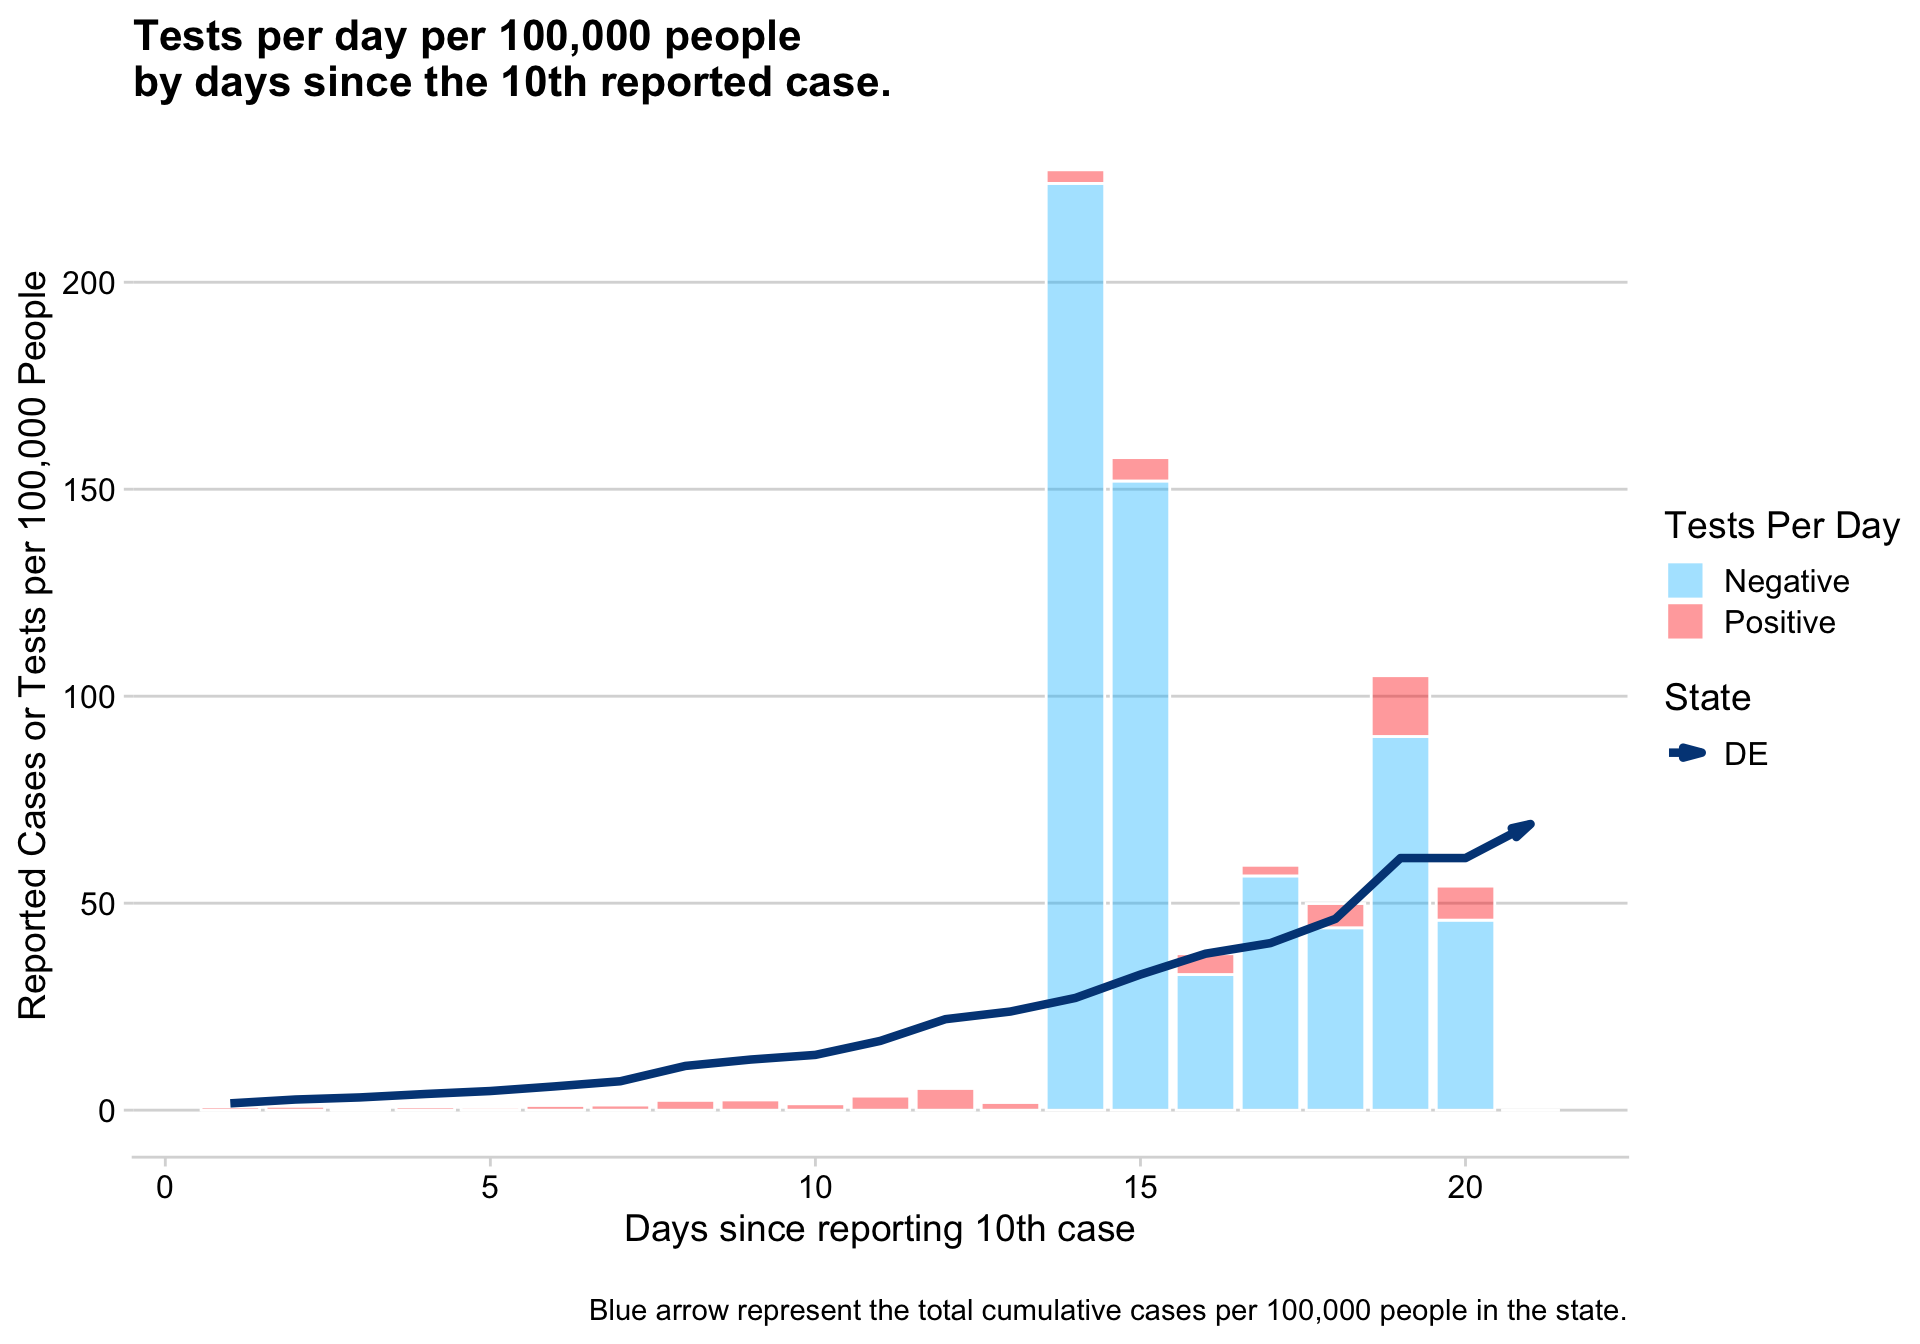 Tests per day per 100,000 people
by days since the 10th reported case.
Reported Cases or Tests per 100,000 People
200
150
100
50
0
0
5
10
15
20
Days since reporting 10th case
Tests Per Day
Negative
Positive
State
DE
Blue arrow represent the total cumulative cases per 100,000 people in the state.